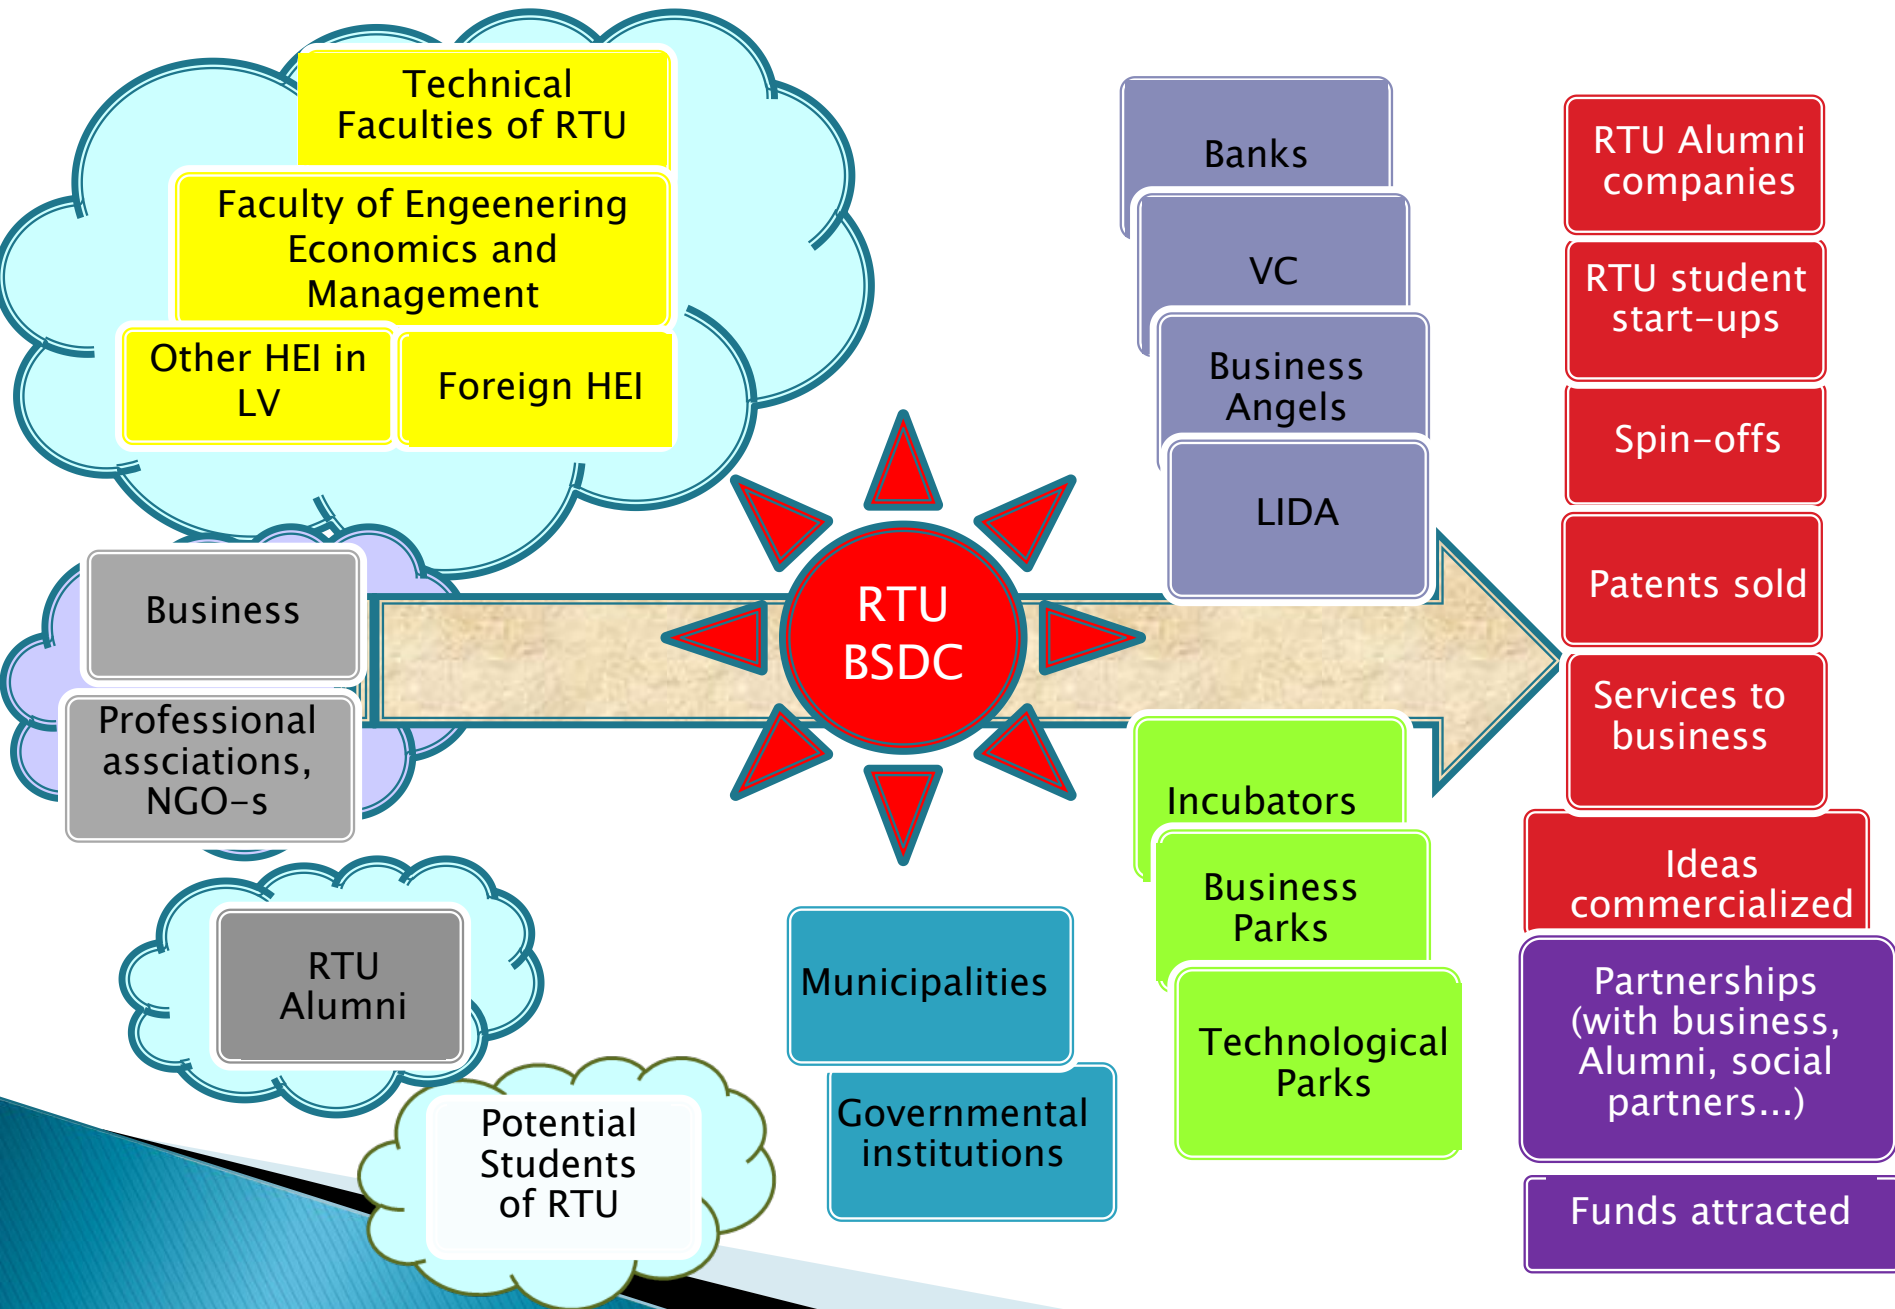 Technical
Faculties of RTU
Faculty of Engeenering
Economics and
Management
Other HEI in
LV
Foreign HEI
Business
Professional
assciations,
NGO-s
RTU
Alumni
Potential
Students
of RTU
RTU
BSDC
Banks
VC
Business
Angels
LIDA
Incubators
Business
Parks
Technological
Parks
Municipalities
Governmental
institutions
RTU Alumni
companies
RTU student
start-ups
Spin-offs
Patents sold
Services to
business
Ideas
commercialized
Partnerships
(with business,
Alumni, social
partners...)
Funds attracted